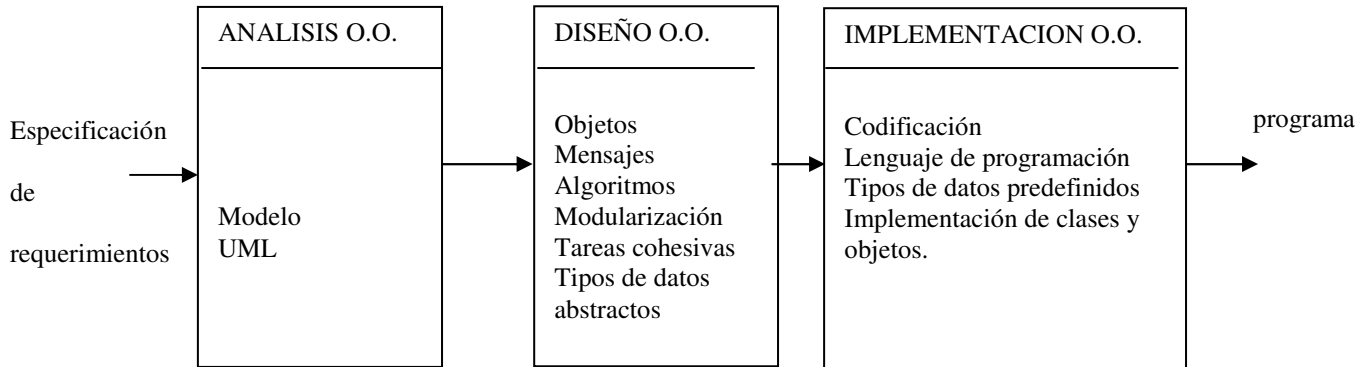 Especificación
de
requerimientos
ANALISIS O.O.
Modelo
UML
DISEÑO O.O.
Objetos
Mensajes
Algoritmos
Modularización
Tareas cohesivas
Tipos de datos
abstractos
IMPLEMENTACION O.O.
Codificación
Lenguaje de programación
Tipos de datos predefinidos
Implementación de clases y
objetos.
programa